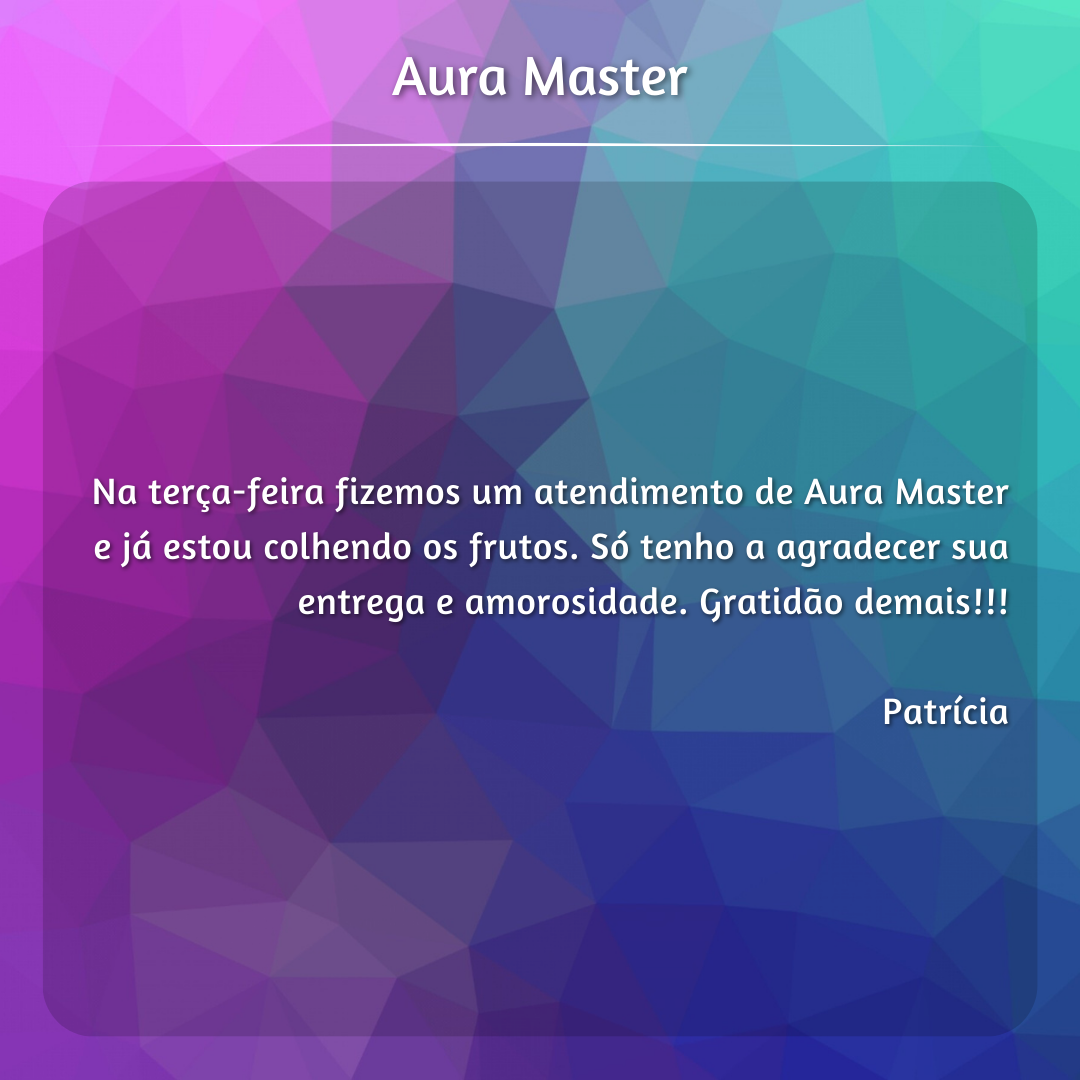 Aura Master
Na terça-feira fizemos um atendimento de Aura Master
e já estou colhendo os frutos. Só tenho a agradecer sua
entrega e amorosidade. Gratidão demais!!!
Patrícia